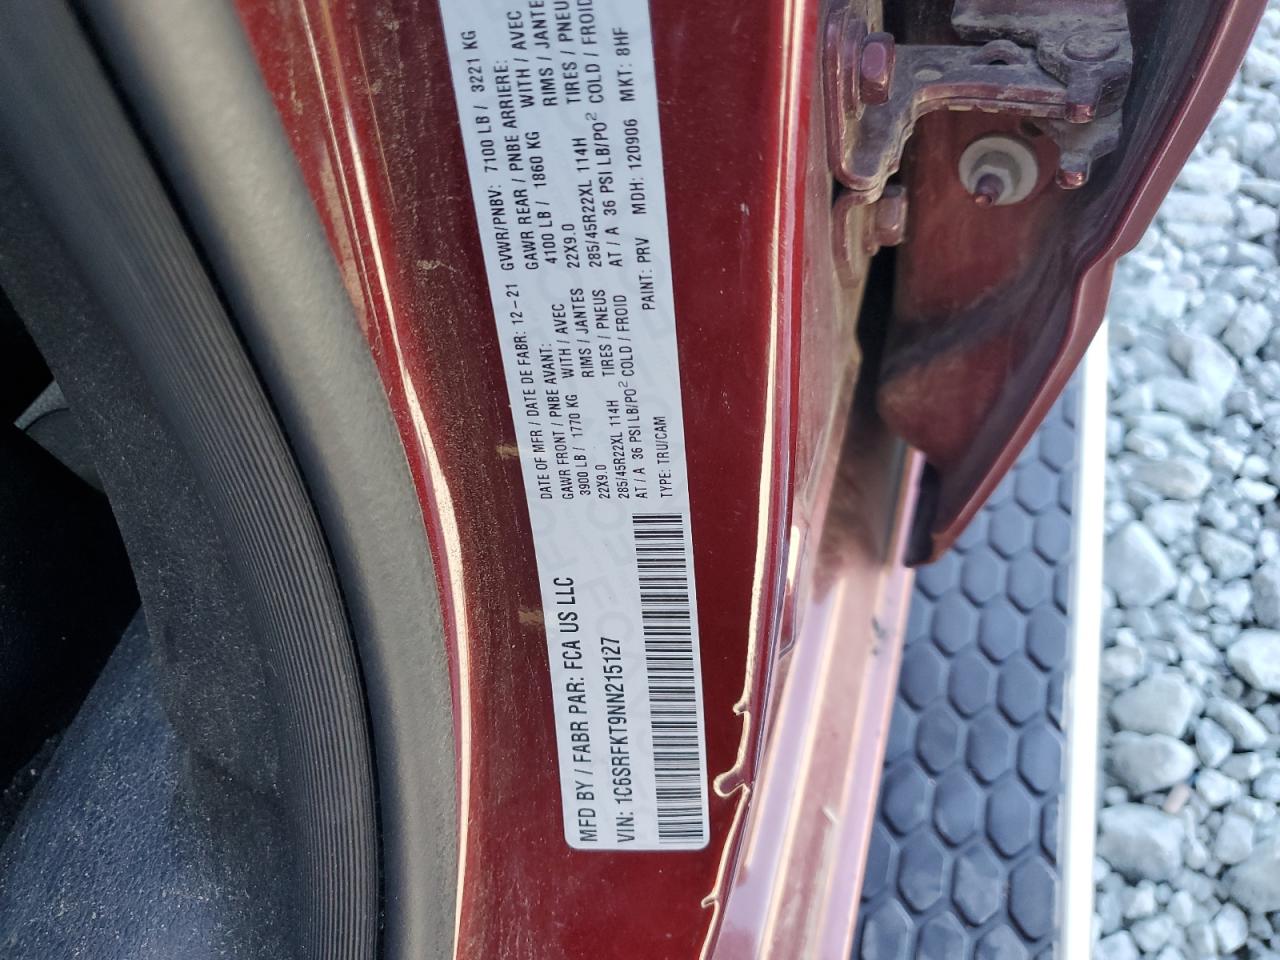 MFD BY / FABR PAR: FCA US LLC
DATE OF MFR / DATE DE FABR: 12-21
GVWR/PNBV: 7100 LB / 3221 KG
GAWR FRONT / PNBE AVANT:
3900 LB / 1770 KG WITH / AVEC
22X9.0 RIMS / JANTES
285/45R22XL 114H TIRES / PNEUS
AT / A 36 PSI LB/PO2 COLD / FROID
GAWR REAR / PNBE ARRIERE:
4100 LB / 1860 KG WITH / AVEC
22X9.0 RIMS / JANTE
285/45R22XL 114H TIRES / PNEU
AT / A 36 PSI LB/PO2 COLD / FROID
VIN: 1C6SRFKT9NN215127
TYPE: TRU/CAM
PAINT: PRV MDH: 120906 MKT: 8HF